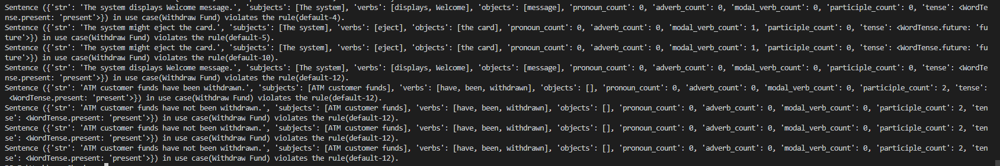 Sentence ({'str': 'The system displays Welcome message.', 'subjects': [The system], 'verbs': [displays, Welcome], 'objects': [message], 'pronoun_count': 0, 'adverb_count': 0, 'modal_verb_count': 0, 'participle_count': 0, 'tense': <WordTe
nse.present: 'present'>}) in use case(Withdraw Fund) violates the rule(default-4).
Sentence ({'str': 'The system might eject the card.', 'subjects': [The system], 'verbs': [eject], 'objects': [the card], 'pronoun_count': 0, 'adverb_count': 0, 'modal_verb_count': 1, 'participle_count': 0, 'tense': <WordTense.future: 'fu
ture'>}) in use case(Withdraw Fund) violates the rule(default-5).
Sentence ({'str': 'The system might eject the card.', 'subjects': [The system], 'verbs': [eject], 'objects': [the card], 'pronoun_count': 0, 'adverb_count': 0, 'modal_verb_count': 1, 'participle_count': 0, 'tense': <WordTense.future: 'fu
ture'>}) in use case(Withdraw Fund) violates the rule(default-10).
Sentence ({'str': 'The system displays Welcome message.', 'subjects': [The system], 'verbs': [displays, Welcome], 'objects': [message], 'pronoun_count': 0, 'adverb_count': 0, 'modal_verb_count': 0, 'participle_count': 0, 'tense': <WordTe
nse.present: 'present'>}) in use case(Withdraw Fund) violates the rule(default-12).
Sentence ({'str': 'ATM customer funds have been withdrawn.', 'subjects': [ATM customer funds], 'verbs': [have, been, withdrawn], 'objects': [], 'pronoun_count': 0, 'adverb_count': 0, 'modal_verb_count': 0, 'participle_count': 2, 'tense':
 <WordTense.present: 'present'>}) in use case(Withdraw Fund) violates the rule(default-12).
Sentence ({'str': 'ATM customer funds have not been withdrawn.', 'subjects': [ATM customer funds], 'verbs': [have, been, withdrawn], 'objects': [], 'pronoun_count': 0, 'adverb_count': 0, 'modal_verb_count': 0, 'participle_count': 2, 'ten
se': <WordTense.present: 'present'>}) in use case(Withdraw Fund) violates the rule(default-12).
Sentence ({'str': 'ATM customer funds have not been withdrawn.', 'subjects': [ATM customer funds], 'verbs': [have, been, withdrawn], 'objects': [], 'pronoun_count': 0, 'adverb_count': 0, 'modal_verb_count': 0, 'participle_count': 2, 'ten
se': <WordTense.present: 'present'>}) in use case(Withdraw Fund) violates the rule(default-12).
Sentence ({'str': 'ATM customer funds have not been withdrawn.', 'subjects': [ATM customer funds], 'verbs': [have, been, withdrawn], 'objects': [], 'pronoun_count': 0, 'adverb_count': 0, 'modal_verb_count': 0, 'participle_count': 2, 'ten
se': <WordTense.present: 'present'>}) in use case(Withdraw Fund) violates the rule(default-12).